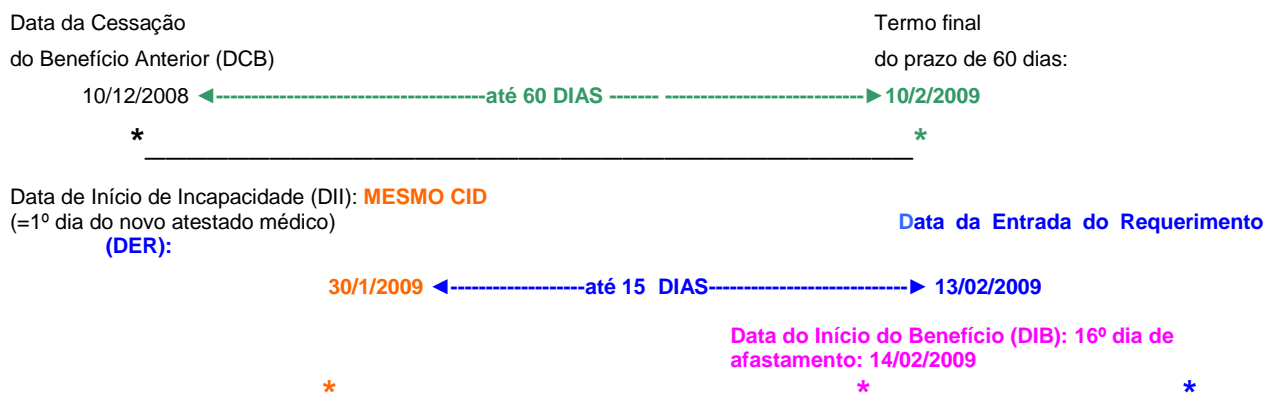 Data da Cessação
do Benefício Anterior (DCB)
Termo final
do prazo de 60 dias:
10/12/2008 ◄--------------------------------------até 60 DIAS ------- ----------------------------►10/2/2009
* *
Data de Início de Incapacidade (DII): MESMO CID
(=1º dia do novo atestado médico)
Data da Entrada do Requerimento
(DER):
30/1/2009 ◄-------------------até 15 DIAS----------------------------► 13/02/2009
Data do Início do Benefício (DIB): 16º dia de
afastamento: 14/02/2009
* * *